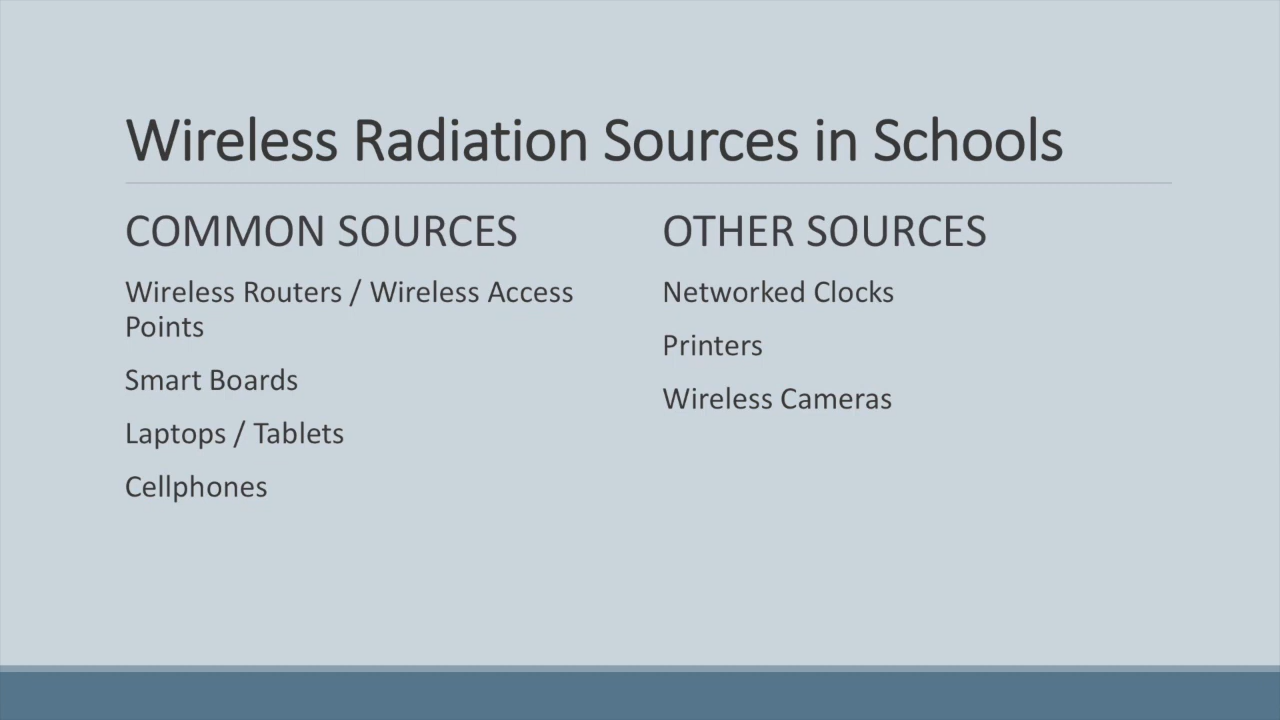 Wireless Radiation Sources in Schools
COMMON SOURCES
Wireless Routers / Wireless Access
Points
Smart Boards
Laptops / Tablets
Cellphones
OTHER SOURCES
Networked Clocks
Printers
Wireless Cameras